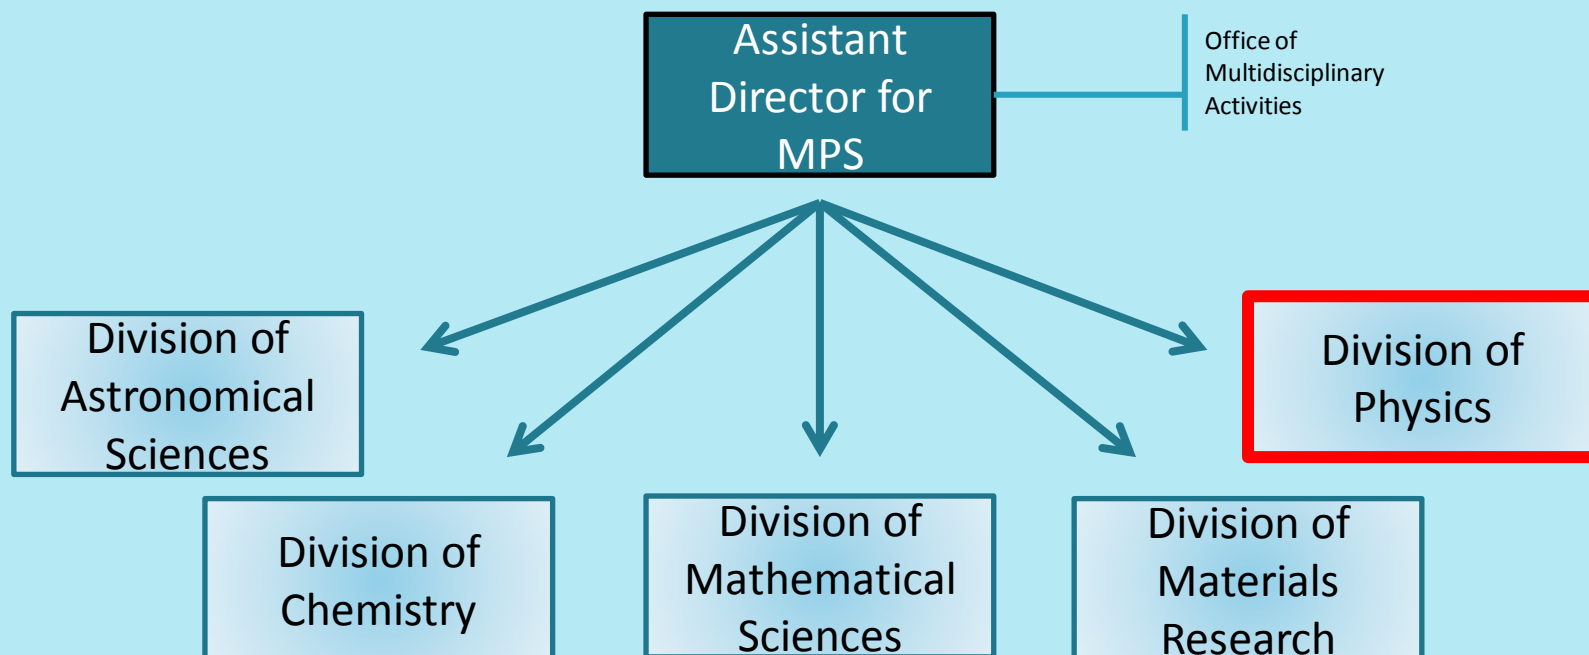 Assistant
Director for
MPS
Office of
Multidisciplinary
Activities
Division of
Astronomical
Sciences
Division of
Chemistry
Division of
Mathematical
Sciences
Division of
Materials
Research
Division of
Physics